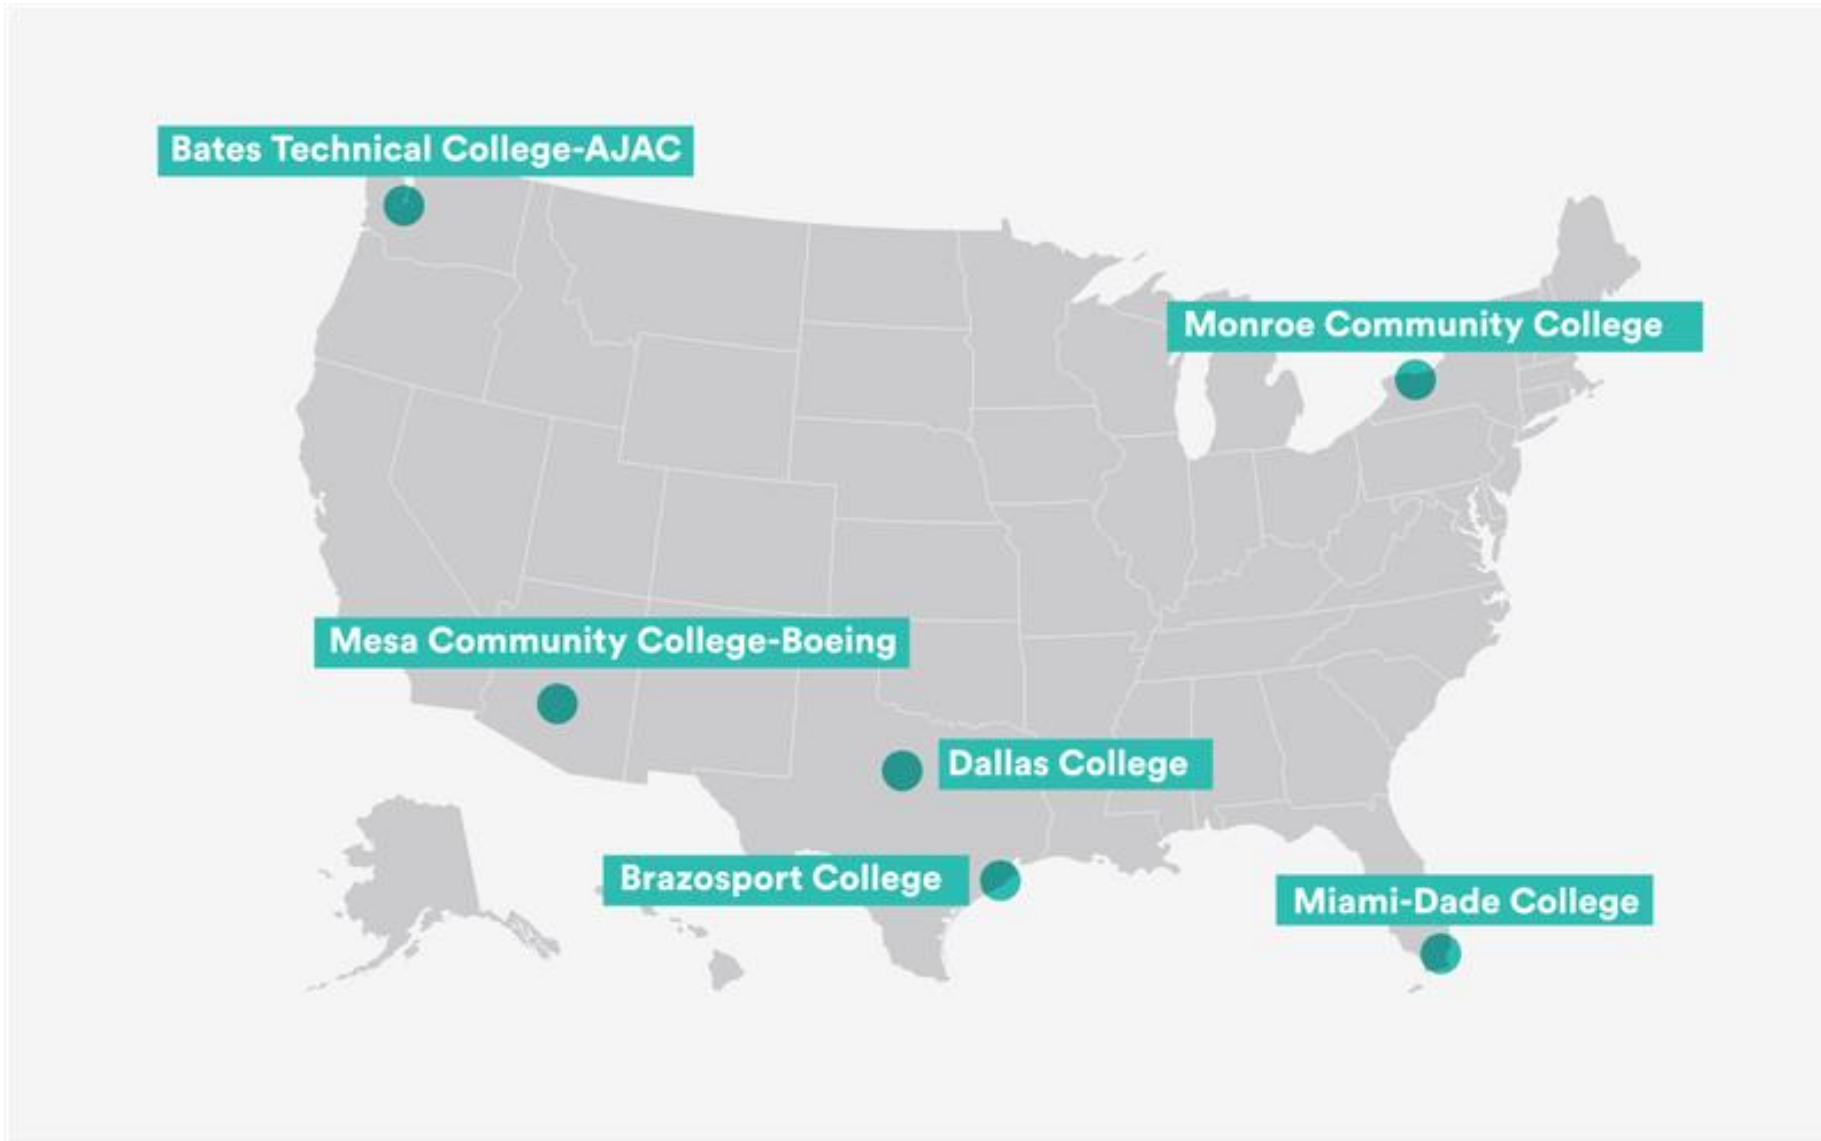 Bates Technical College-AJAC
Monroe Community College
Mesa Community College-Boeing
Dallas College
Brazosport College
Miami-Dade College